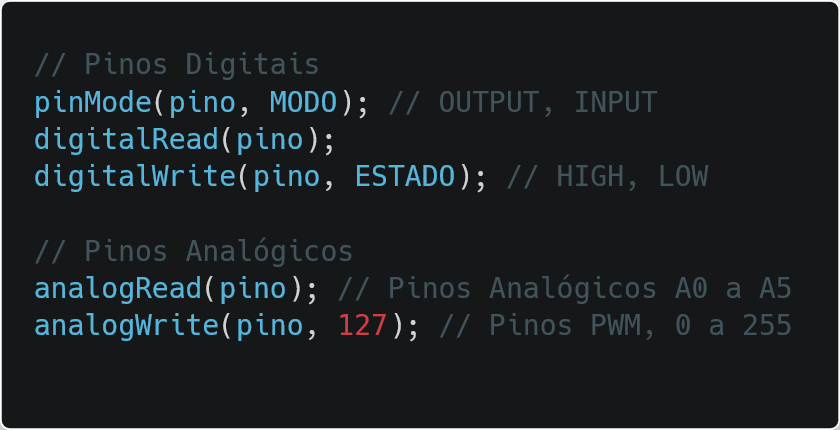 // Pinos Digitais
pinMode(pino, MODO); // OUTPUT, INPUT
digitalRead(pino);
digitalWrite(pino, ESTADO); // HIGH, LOW
// Pinos Analógicos
analogRead(pino); // Pinos Analógicos A0 a A5
analogWrite(pino, 127); // Pinos PWM, 0 a 255